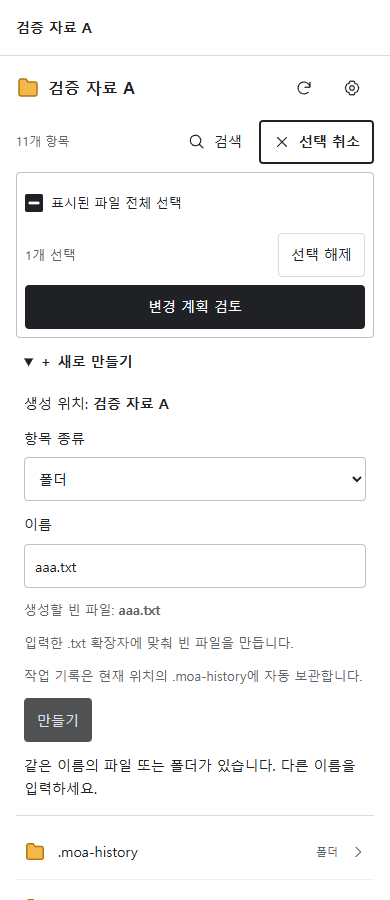 검증 자료 A
검증 자료 A
11개 항목
검색
선택 취소
표시된 파일 전체 선택
1개 선택
선택 해제
변경 계획 검토
▼ + 새로 만들기
생성 위치: 검증 자료 A
항목 종류
폴더
이름
aaa.txt
생성할 빈 파일: aaa.txt
입력한 .txt 확장자에 맞춰 빈 파일을 만듭니다.
작업 기록은 현재 위치의 .moa-history에 자동 보관합니다.
만들기
같은 이름의 파일 또는 폴더가 있습니다. 다른 이름을
입력하세요.
.moa-history
폴더